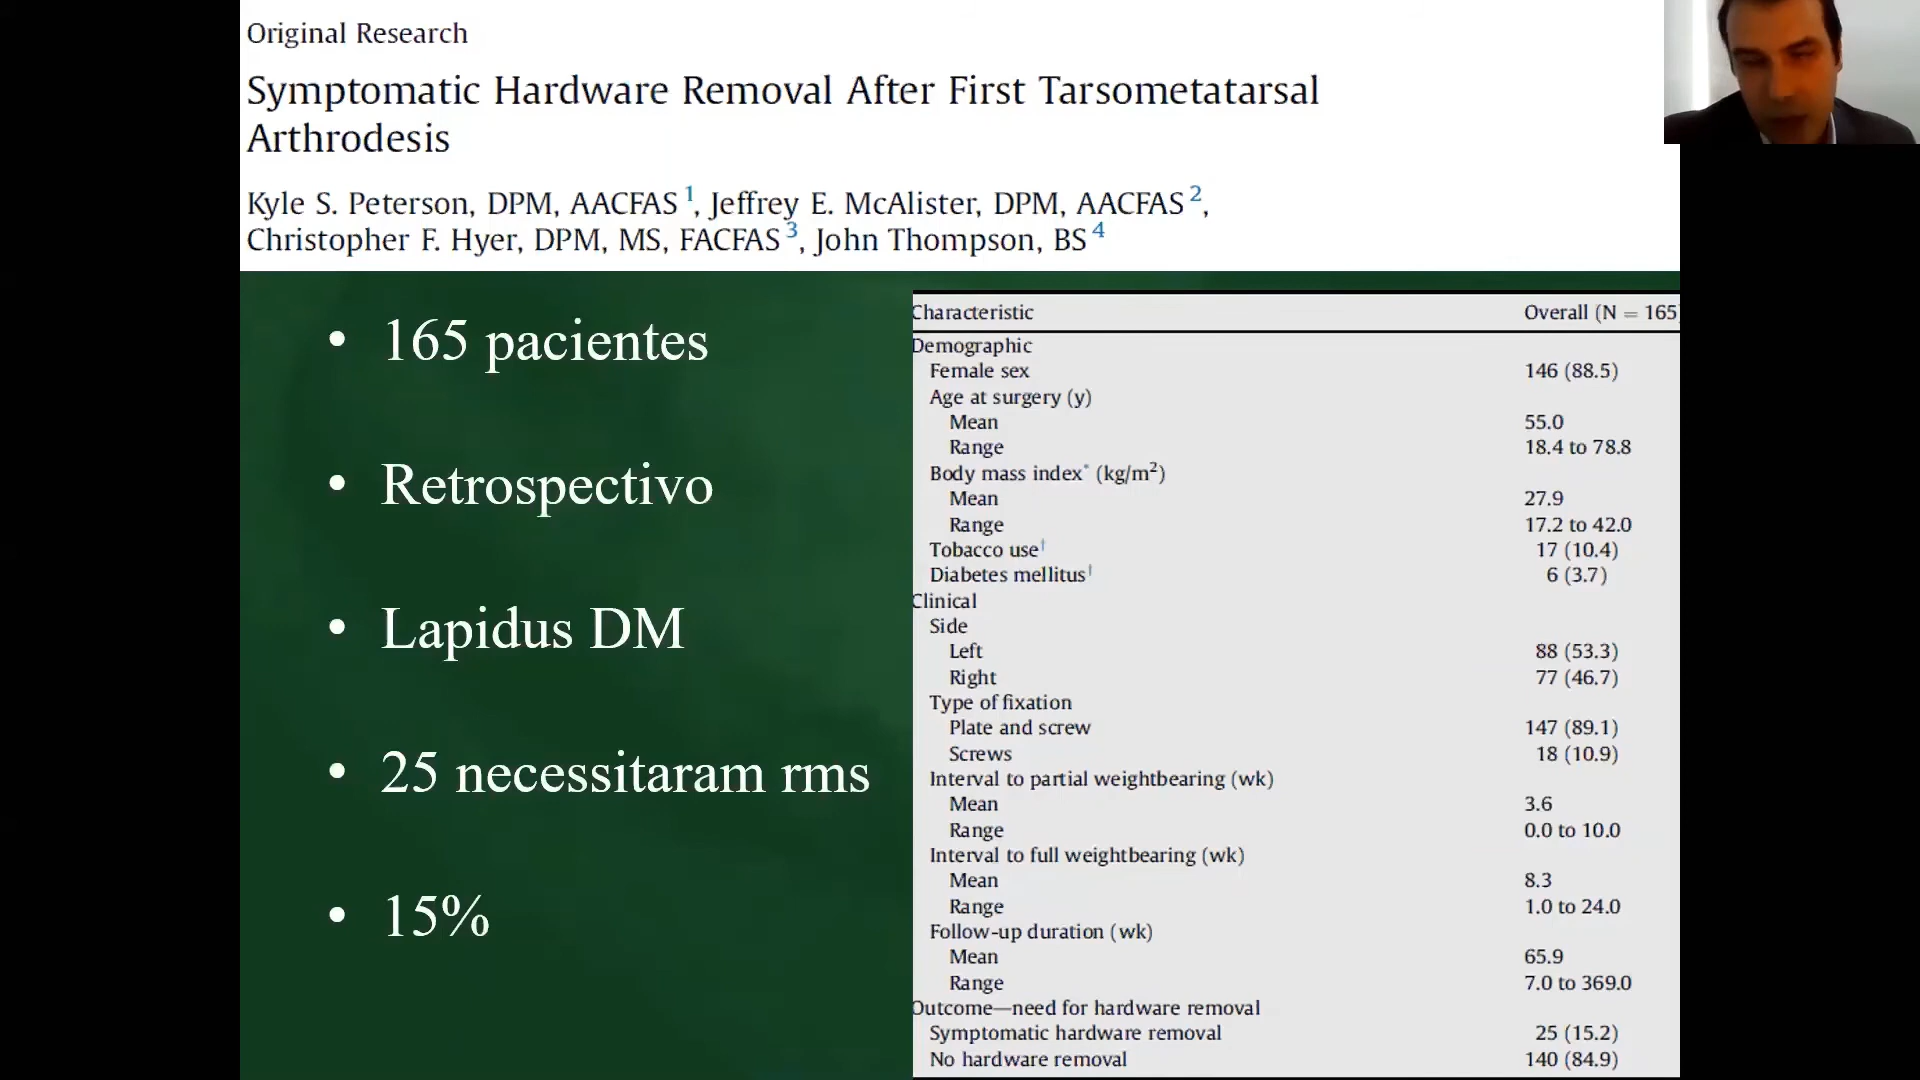 Original Research
Symptomatic Hardware Removal After First Tarsometatarsal
Arthrodesis
Kyle S. Peterson, DPM, AACFAS 1, Jeffrey E. McAlister, DPM, AACFAS 2,
Christopher F. Hyer, DPM, MS, FACFAS 3, John Thompson, BS 4
• 165 pacientes
• Retrospectivo
• Lapidus DM
• 25 necessitaram rms
• 15%
Characteristic Overall (N = 165)
Demographic
Female sex 146 (88.5)
Age at surgery (y)
Mean 55.0
Range 18.4 to 78.8
Body mass index* (kg/m²)
Mean 27.9
Range 17.2 to 42.0
Tobacco use† 17 (10.4)
Diabetes mellitus† 6 (3.7)
Clinical
Side
Left 88 (53.3)
Right 77 (46.7)
Type of fixation
Plate and screw 147 (89.1)
Screws 18 (10.9)
Interval to partial weightbearing (wk)
Mean 3.6
Range 0.0 to 10.0
Interval to full weightbearing (wk)
Mean 8.3
Range 1.0 to 24.0
Follow-up duration (wk)
Mean 65.9
Range 7.0 to 369.0
Outcome—need for hardware removal
Symptomatic hardware removal 25 (15.2)
No hardware removal 140 (84.9)